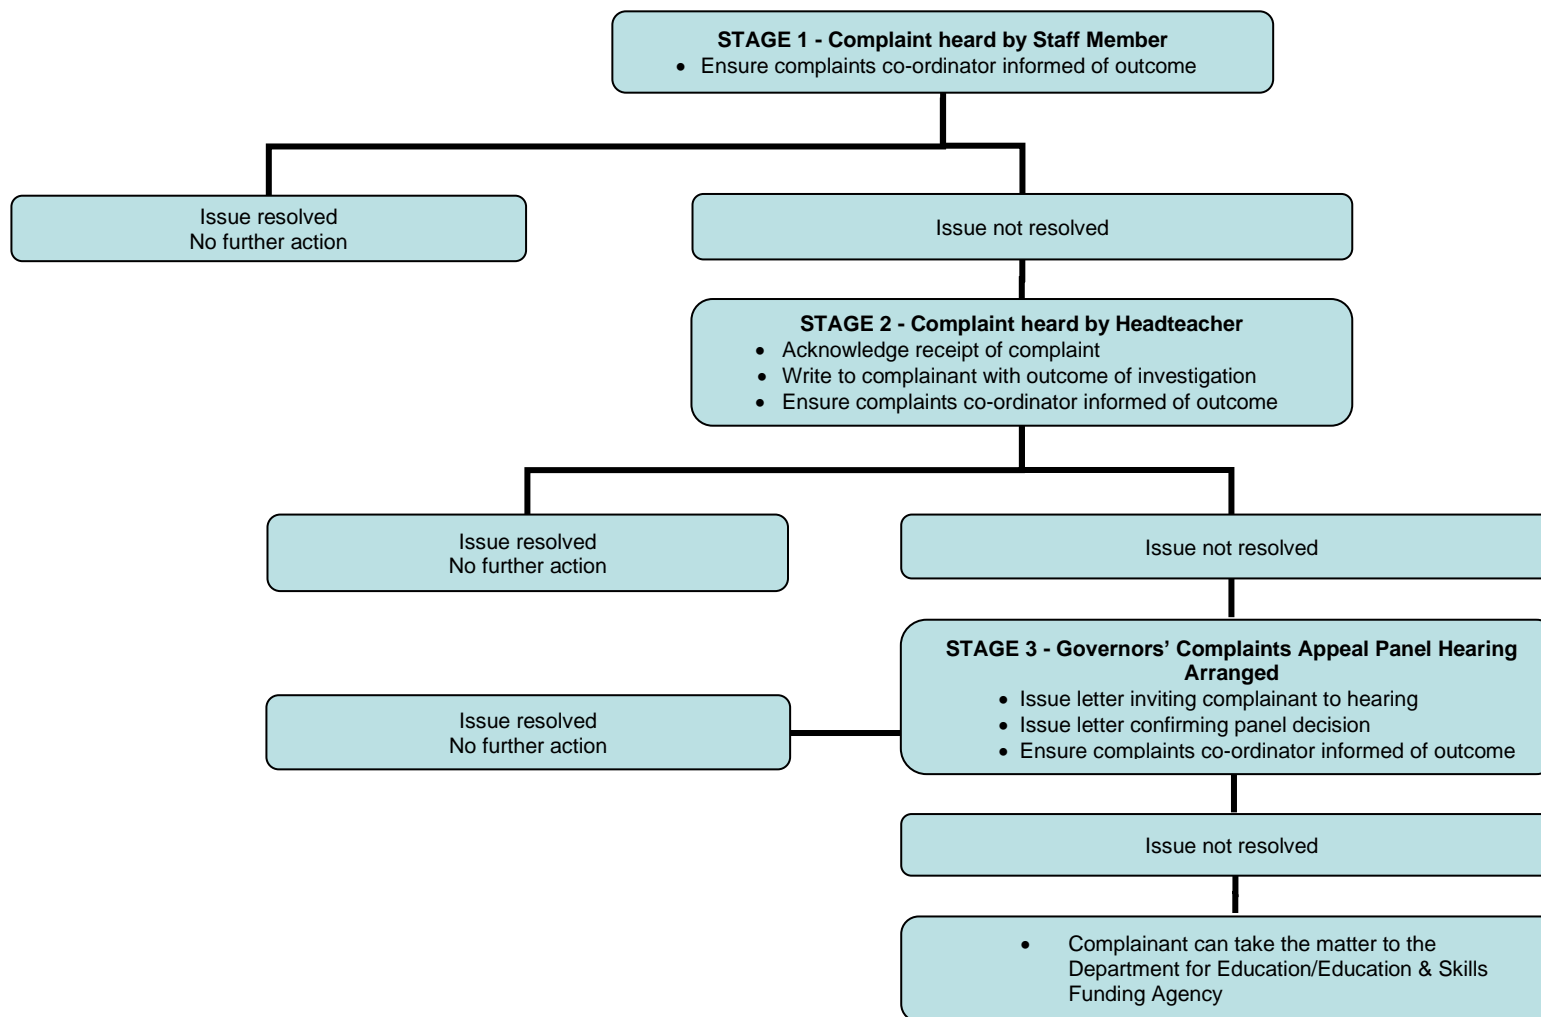 STAGE 1 - Complaint heard by Staff Member
• Ensure complaints co-ordinator informed of outcome
Issue resolved
No further action
Issue not resolved
STAGE 2 - Complaint heard by Headteacher
• Acknowledge receipt of complaint
• Write to complainant with outcome of investigation
• Ensure complaints co-ordinator informed of outcome
Issue resolved
No further action
Issue not resolved
STAGE 3 - Governors’ Complaints Appeal Panel Hearing
Arranged
• Issue letter inviting complainant to hearing
• Issue letter confirming panel decision
• Ensure complaints co-ordinator informed of outcome
Issue resolved
No further action
Issue not resolved
• Complainant can take the matter to the
Department for Education/Education & Skills
Funding Agency